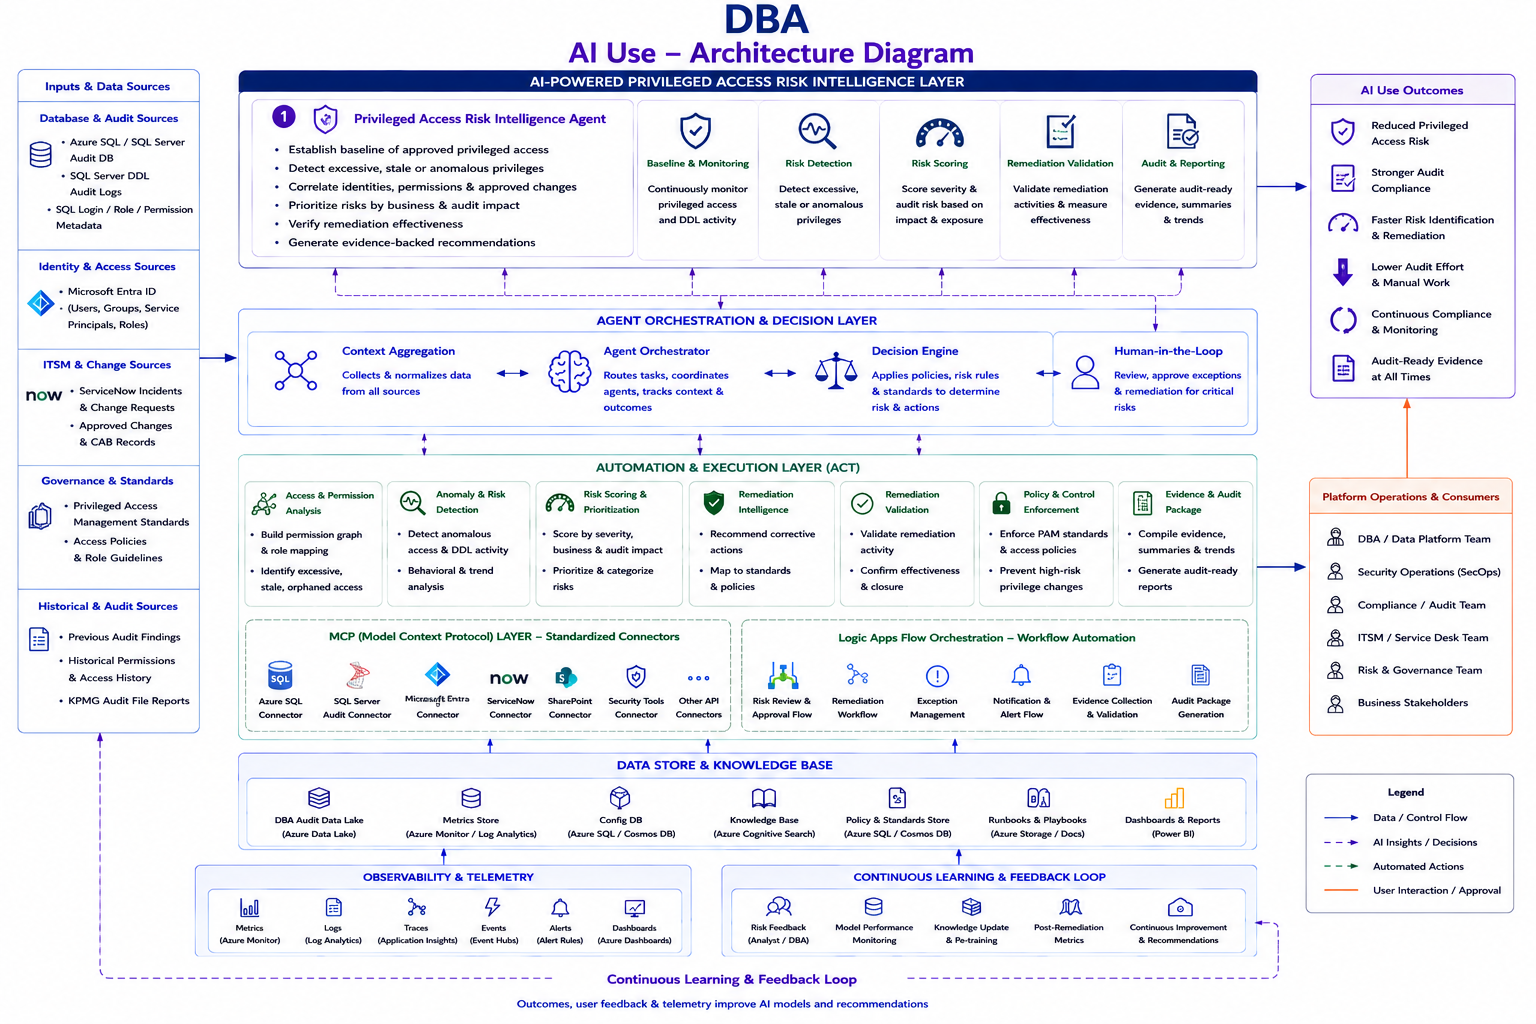 DBA
AI Use – Architecture Diagram
Inputs & Data Sources
Database & Audit Sources
• Azure SQL / SQL Server
Audit DB
• SQL Server DDL
Audit Logs
• SQL Login / Role / Permission
Metadata
Identity & Access Sources
• Microsoft Entra ID
• (Users, Groups, Service
Principals, Roles)
ITSM & Change Sources
now
• ServiceNow Incidents
& Change Requests
• Approved Changes
& CAB Records
Governance & Standards
• Privileged Access
Management Standards
• Access Policies
& Role Guidelines
Historical & Audit Sources
• Previous Audit Findings
• Historical Permissions
& Access History
• KPMG Audit File Reports
AI-POWERED PRIVILEGED ACCESS RISK INTELLIGENCE LAYER
1
Privileged Access Risk Intelligence Agent
• Establish baseline of approved privileged access
• Detect excessive, stale or anomalous privileges
• Correlate identities, permissions & approved changes
• Prioritize risks by business & audit impact
• Verify remediation effectiveness
• Generate evidence-backed recommendations
Baseline & Monitoring
Continuously monitor
privileged access
and DDL activity
Risk Detection
Detect excessive,
stale or anomalous
privileges
Risk Scoring
Score severity &
audit risk based on
impact & exposure
Remediation Validation
Validate remediation
activities & measure
effectiveness
Audit & Reporting
Generate audit-ready
evidence, summaries
& trends
AGENT ORCHESTRATION & DECISION LAYER
Context Aggregation
Collects & normalizes data
from all sources
Agent Orchestrator
Routes tasks, coordinates
agents, tracks context &
outcomes
Decision Engine
Applies policies, risk rules
& standards to determine
risk & actions
Human-in-the-Loop
Review, approve exceptions
& remediation for critical
risks
AUTOMATION & EXECUTION LAYER (ACT)
Access & Permission
Analysis
• Build permission graph
& role mapping
• Identify excessive,
stale, orphaned access
Anomaly & Risk
Detection
• Detect anomalous
access & DDL activity
• Behavioral & trend
analysis
Risk Scoring &
Prioritization
• Score by severity,
business & audit impact
• Prioritize & categorize
risks
Remediation
Intelligence
• Recommend corrective
actions
• Map to standards
& policies
Remediation
Validation
• Validate remediation
activity
• Confirm effectiveness
& closure
Policy & Control
Enforcement
• Enforce PAM standards
& access policies
• Prevent high-risk
privilege changes
Evidence & Audit
Package
• Compile evidence,
summaries & trends
• Generate audit-ready
reports
MCP (Model Context Protocol) LAYER – Standardized Connectors
SQL
Azure SQL
Connector
SQL Server
Audit Connector
Microsoft Entra
Connector
now
ServiceNow
Connector
S
SharePoint
Connector
Security Tools
Connector
Other API
Connectors
Logic Apps Flow Orchestration – Workflow Automation
Risk Review &
Approval Flow
Remediation
Workflow
Exception
Management
Notification &
Alert Flow
Evidence Collection
& Validation
Audit Package
Generation
DATA STORE & KNOWLEDGE BASE
DBA Audit Data Lake
(Azure Data Lake)
Metrics Store
(Azure Monitor / Log Analytics)
Config DB
(Azure SQL / Cosmos DB)
Knowledge Base
(Azure Cognitive Search)
Policy & Standards Store
(Azure SQL / Cosmos DB)
Runbooks & Playbooks
(Azure Storage / Docs)
Dashboards & Reports
(Power BI)
OBSERVABILITY & TELEMETRY
Metrics
(Azure Monitor)
Logs
(Log Analytics)
Traces
(Application Insights)
Events
(Event Hubs)
Alerts
(Alert Rules)
Dashboards
(Azure Dashboards)
CONTINUOUS LEARNING & FEEDBACK LOOP
Risk Feedback
(Analyst / DBA)
Model Performance
Monitoring
Knowledge Update
& Pe-training
Post-Remediation
Metrics
Continuous Improvement
& Recommendations
Continuous Learning & Feedback Loop
Outcomes, user feedback & telemetry improve AI models and recommendations
AI Use Outcomes
Reduced Privileged
Access Risk
Stronger Audit
Compliance
Faster Risk Identification
& Remediation
Lower Audit Effort
& Manual Work
Continuous Compliance
& Monitoring
Audit-Ready Evidence
at All Times
Platform Operations & Consumers
DBA / Data Platform Team
Security Operations (SecOps)
Compliance / Audit Team
ITSM / Service Desk Team
Risk & Governance Team
Business Stakeholders
Legend
Data / Control Flow
AI Insights / Decisions
Automated Actions
User Interaction / Approval